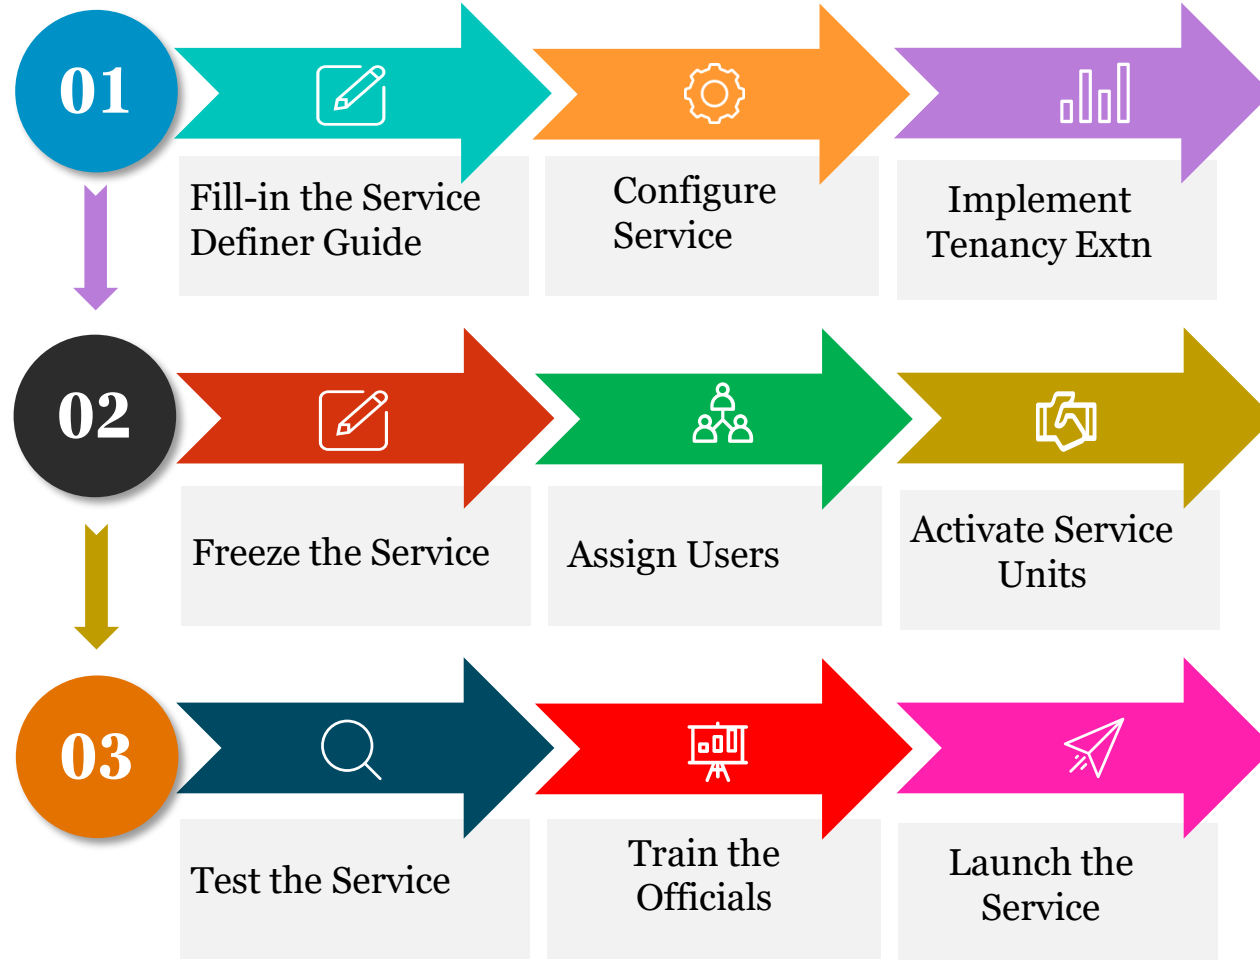 01
Fill-in the Service
Definer Guide
Configure
Service
Implement
Tenancy Extn
02
Freeze the Service
Assign Users
Activate Service
Units
03
Test the Service
Train the
Officials
Launch the
Service